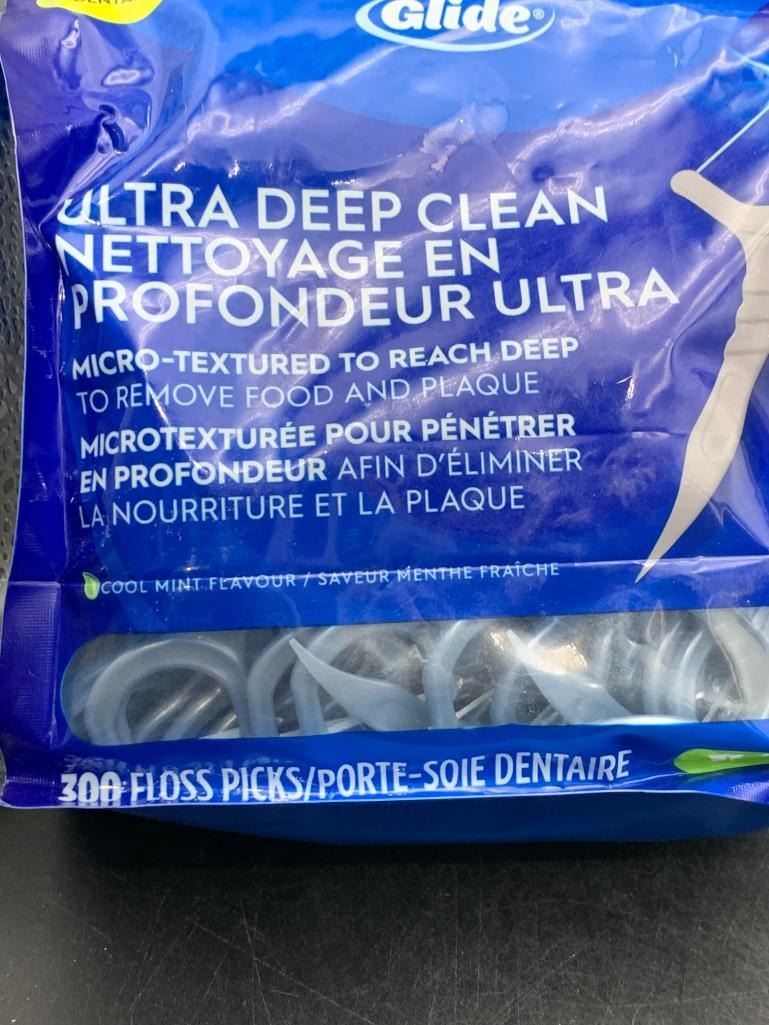 Glide®
ULTRA DEEP CLEAN
NETTOYAGE EN
PROFONDEUR ULTRA
MICRO-TEXTURED TO REACH DEEP
TO REMOVE FOOD AND PLAQUE
MICROTEXTURÉE POUR PÉNÉTRER
EN PROFONDEUR AFIN D'ÉLIMINER
LA NOURRITURE ET LA PLAQUE
COOL MINT FLAVOUR / SAVEUR MENTHE FRAÎCHE
300 FLOSS PICKS/PORTE-SOIE DENTAIRE